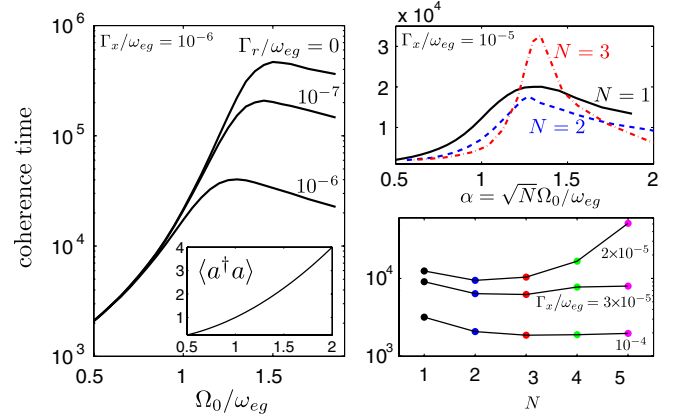 coherence time
10^6
10^5
10^4
10^3
Γ_x/ω_eg = 10^-6
Γ_r/ω_eg = 0
10^-7
10^-6
⟨a†a⟩
4
3
2
1
0.5 1 1.5 2
0.5 1 1.5
Ω_0/ω_eg
x 10^4
Γ_x/ω_eg = 10^-5
3
2
1
N = 3
N = 1
N = 2
0.5 1 1.5 2
α = √NΩ_0/ω_eg
10^4
10^3
2×10^-5
Γ_x/ω_eg = 3×10^-5
10^-4
1 2 3 4 5
N